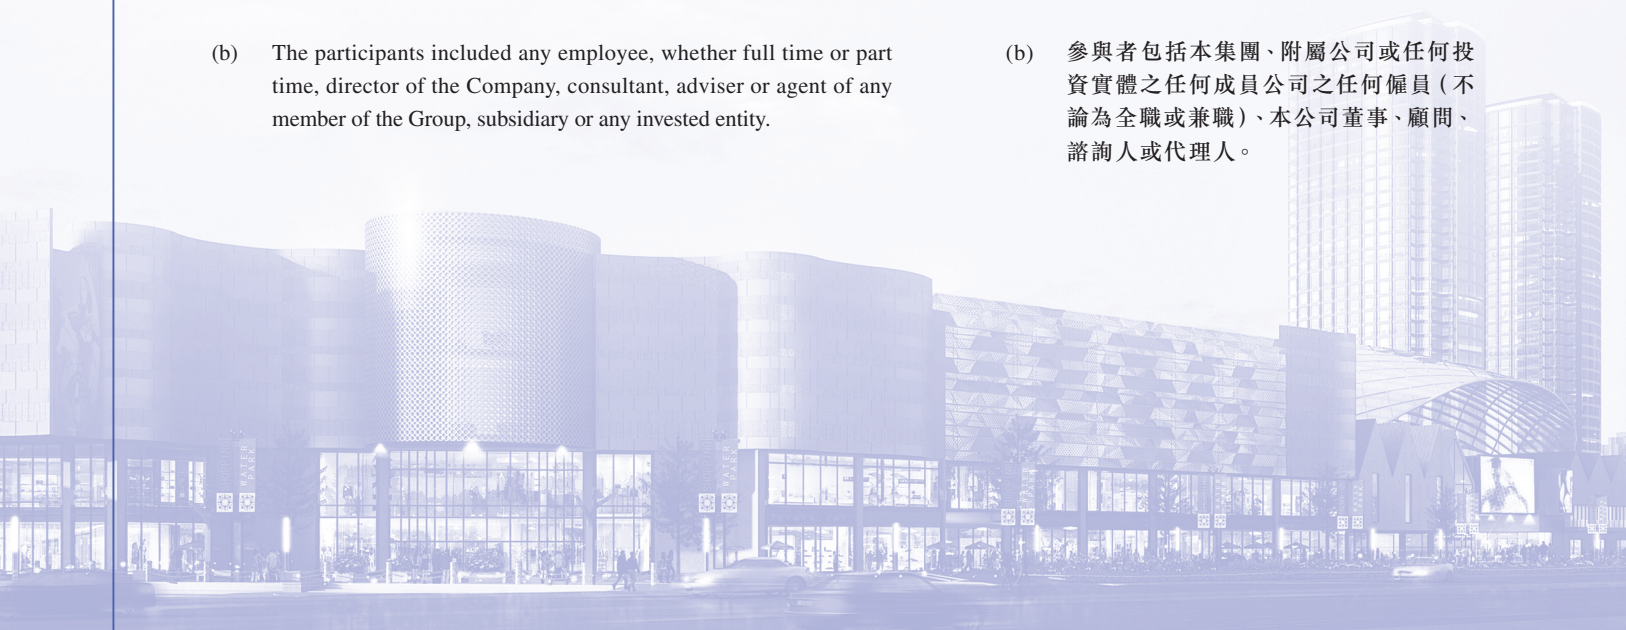 (b) The participants included any employee, whether full time or part
time, director of the Company, consultant, adviser or agent of any
member of the Group, subsidiary or any invested entity.
(b) 參與者包括本集團、附屬公司或任何投
資實體之任何成員公司之任何僱員(不
論為全職或兼職)、本公司董事、顧問、
諮詢人或代理人。
WATER
PARK
WATER
PARK